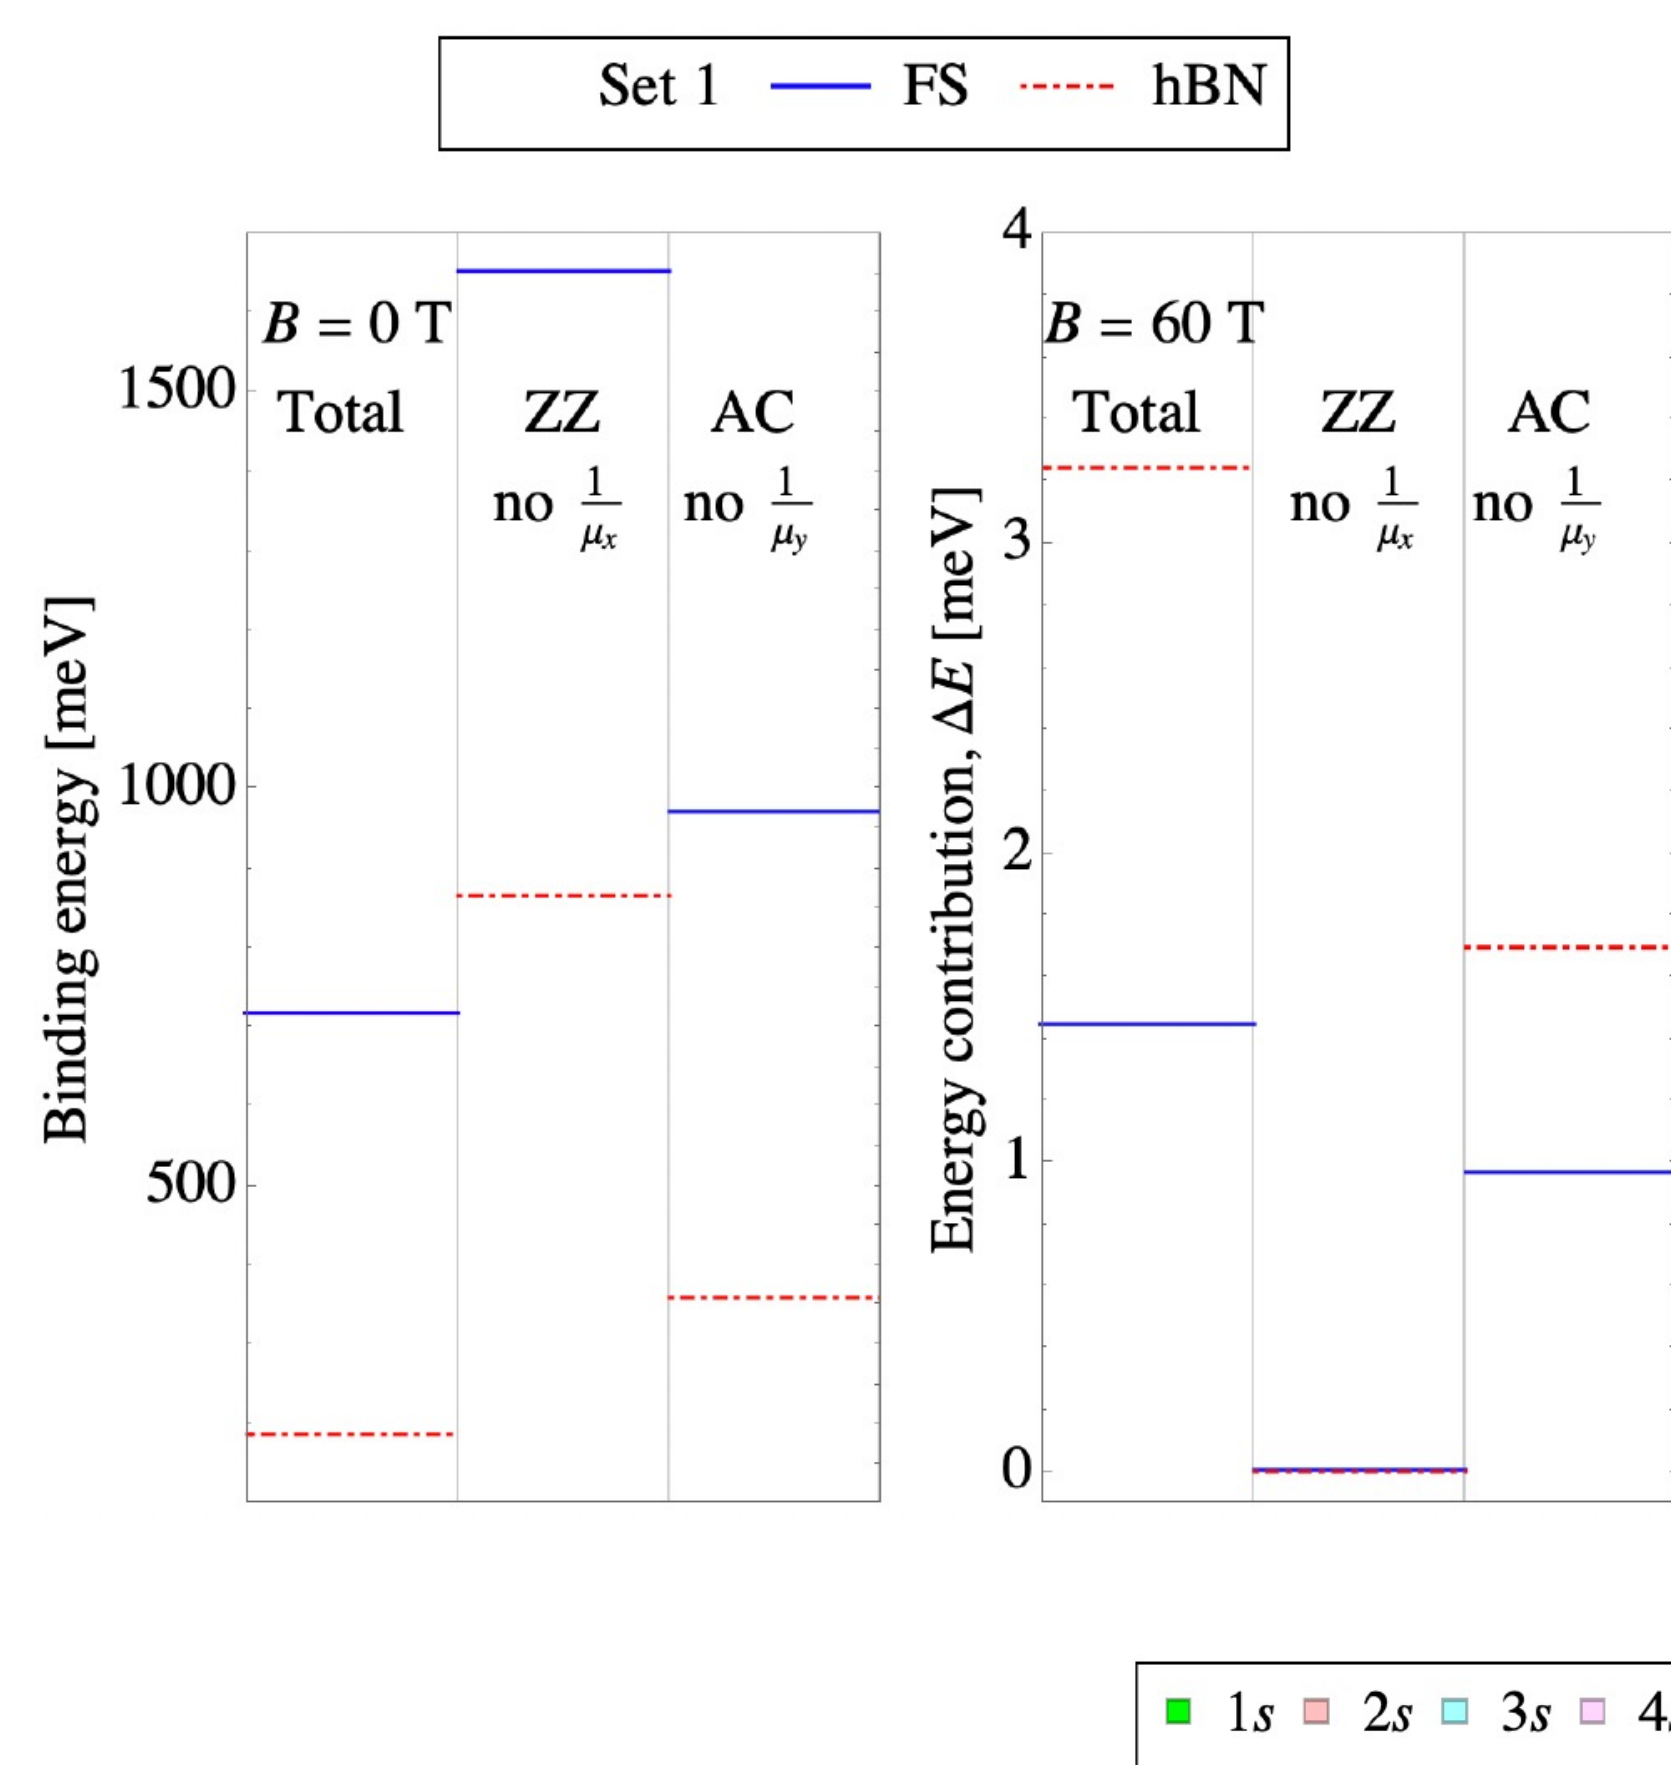 Set 1 FS hBN
Binding energy [meV]
1500
1000
500
B = 0 T
Total ZZ AC
no 1/μx no 1/μy
Energy contribution, ΔE [meV]
4
3
2
1
0
B = 60 T
Total ZZ AC
no 1/μx no 1/μy
1s 2s 3s 4